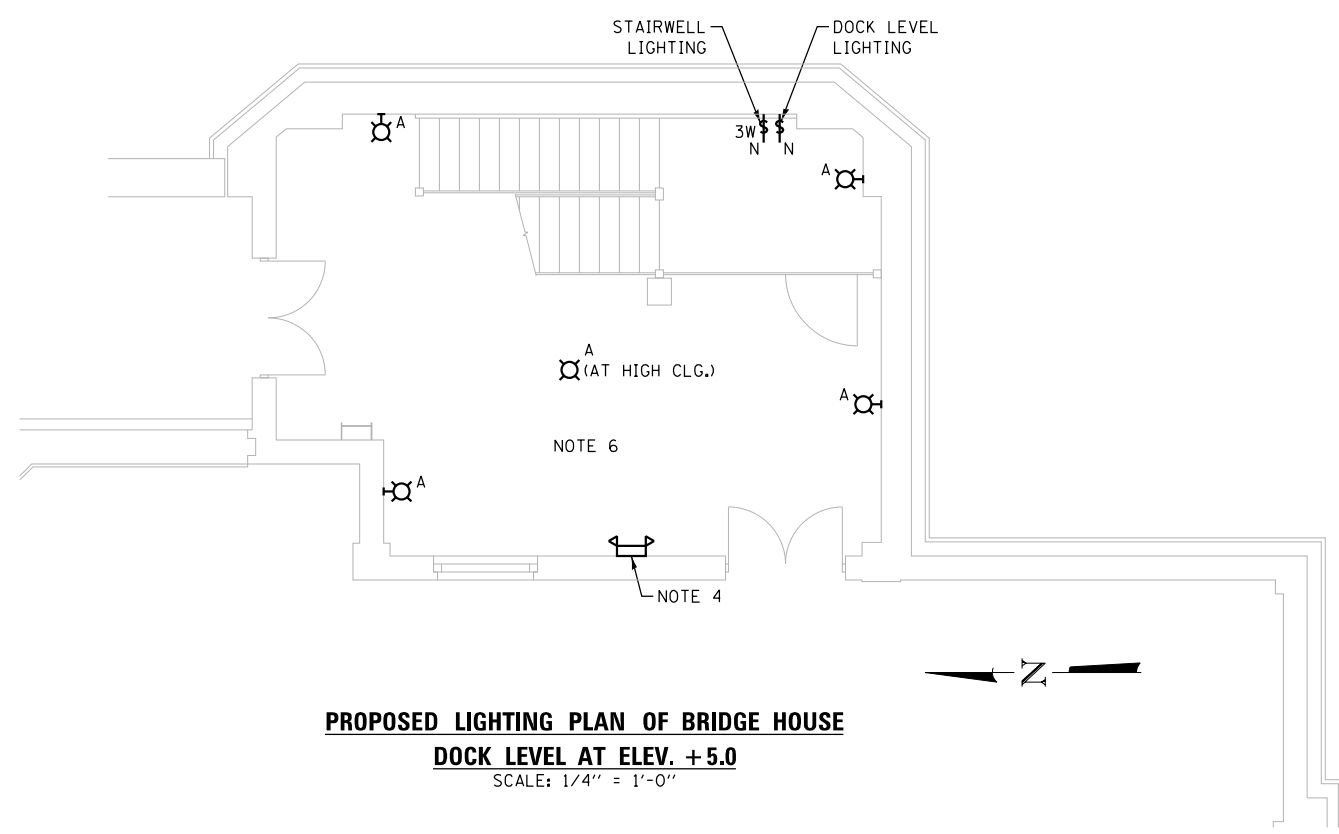 STAIRWELL
LIGHTING
DOCK LEVEL
LIGHTING
A
3W
$
$
N
N
A
A
(AT HIGH CLG.)
A
NOTE 6
A
NOTE 4
N
PROPOSED LIGHTING PLAN OF BRIDGE HOUSE
DOCK LEVEL AT ELEV. +5.0
SCALE: 1/4'' = 1'-0''